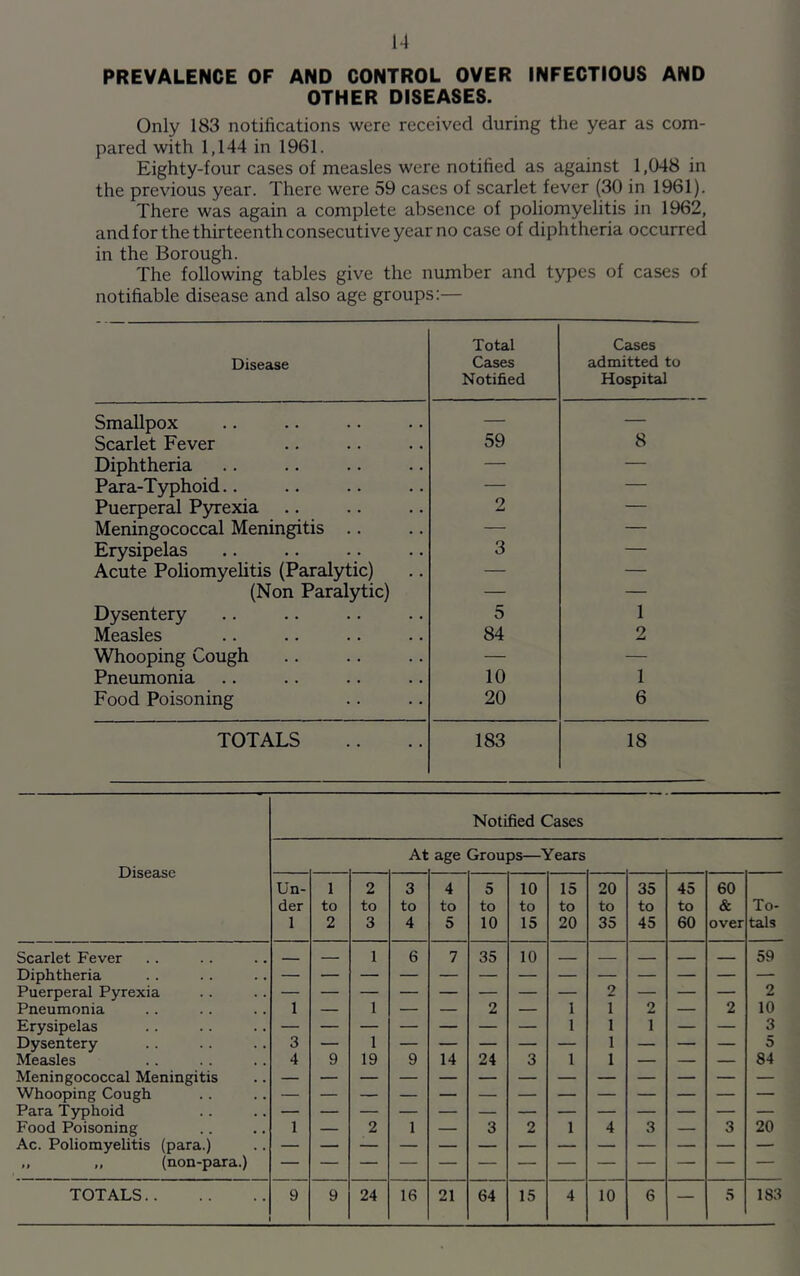 14
PREVALENCE OF AND CONTROL OVER INFECTIOUS AND
OTHER DISEASES.
Only 183 notifications were received during the year as com-
pared with 1,144 in 1961.
Eighty-four cases of measles were notified as against 1,048 in
the previous year. There were 59 cases of scarlet fever (30 in 1961).
There was again a complete absence of poliomyelitis in 1962,
and for the thirteenth consecutive year no case of diphtheria occurred
in the Borough.
The following tables give the number and types of cases of
notifiable disease and also age groups:—
Disease | Total Cases Notified | Cases admitted to Hospital
Smallpox .. .. .. .. — —
Scarlet Fever .. .. .. 59 8
Diphtheria .. .. .. .. — —
Para-Typhoid.. .. .. .. — —
Puerperal Pyrexia .. .. .. 2 —
Meningococcal Meningitis .. .. — —
Erysipelas .. .. .. .. 3 —
Acute Poliomyelitis (Paralytic) .. — —
(Non Paralytic) — —
Dysentery .. .. .. .. 5 1
Measles .. .. .. .. 84 2
Whooping Cough .. .. .. — —
Pneumonia .. .. .. .. 10 1
Food Poisoning .. .. 20 6
TOTALS .. .. 183 18
Notified Cases
At age Groups—Years
Disease | Un-der 1 | 1 to 2 | 2 to 3 | 3 to 4 | 4 to 5 | 5 to 10 | 10 to 15 | 15 to 20 | 20 to 35 | 35 to 45 | 45 to 60 | 60 & over | To-tals
Scarlet Fever .. .. .. — — 1 6 7 35 10 — — — — — 59
Diphtheria .. .. .. — — — — — — — — — — — — —
Puerperal Pyrexia .. .. — — — — — — — — 2 — — — 2
Pneumonia .. .. .. 1 — 1 — — 2 — 1 1 2 — 2 10
Erysipelas .. .. .. — — — — — — — 1 1 1 — — 3
Dysentery .. .. .. 3 — 1 — — — — — 1 — — — 5
Measles .. .. .. 4 9 19 9 14 24 3 1 1 — — — 84
Meningococcal Meningitis .. — — — — — — — — — — — — —
Whooping Cough .. .. — — — — — — — — — — — — —
Para Typhoid .. .. — — — — — — — — — — — — —
Food Poisoning .. .. 1 — 2 1 — 3 2 1 4 3 — 3 20
Ac. Poliomyelitis (para.) .. — — — — — — — — — — — — —
„ „ (non-para.) — — — — — — — — — — — — —
TOTALS.. .. .. 9 9 24 16 21 64 15 4 10 6 — 5 183